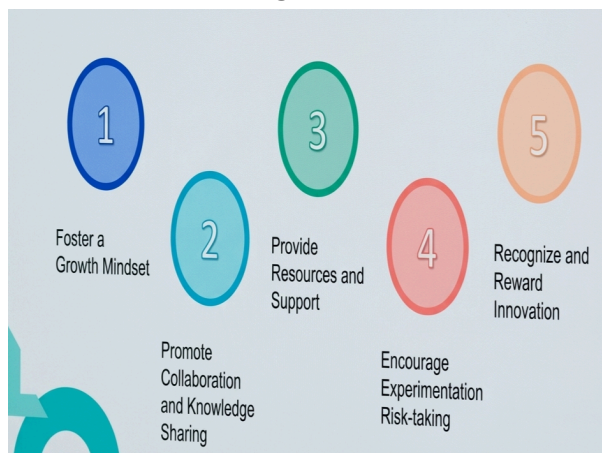 1
Foster a
Growth Mindset
2
Promote
Collaboration
and Knowledge
Sharing
3
Provide
Resources and
Support
4
Encourage
Experimentation
Risk-taking
5
Recognize and
Reward
Innovation